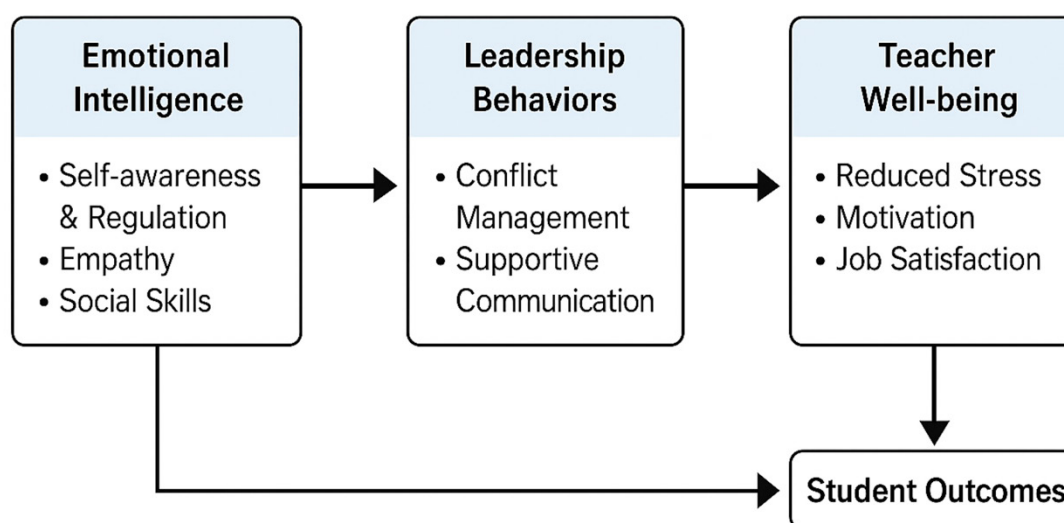 Emotional
Intelligence
• Self-awareness
& Regulation
• Empathy
• Social Skills
Leadership
Behaviors
• Conflict
Management
• Supportive
Communication
Teacher
Well-being
• Reduced Stress
• Motivation
• Job Satisfaction
Student Outcomes